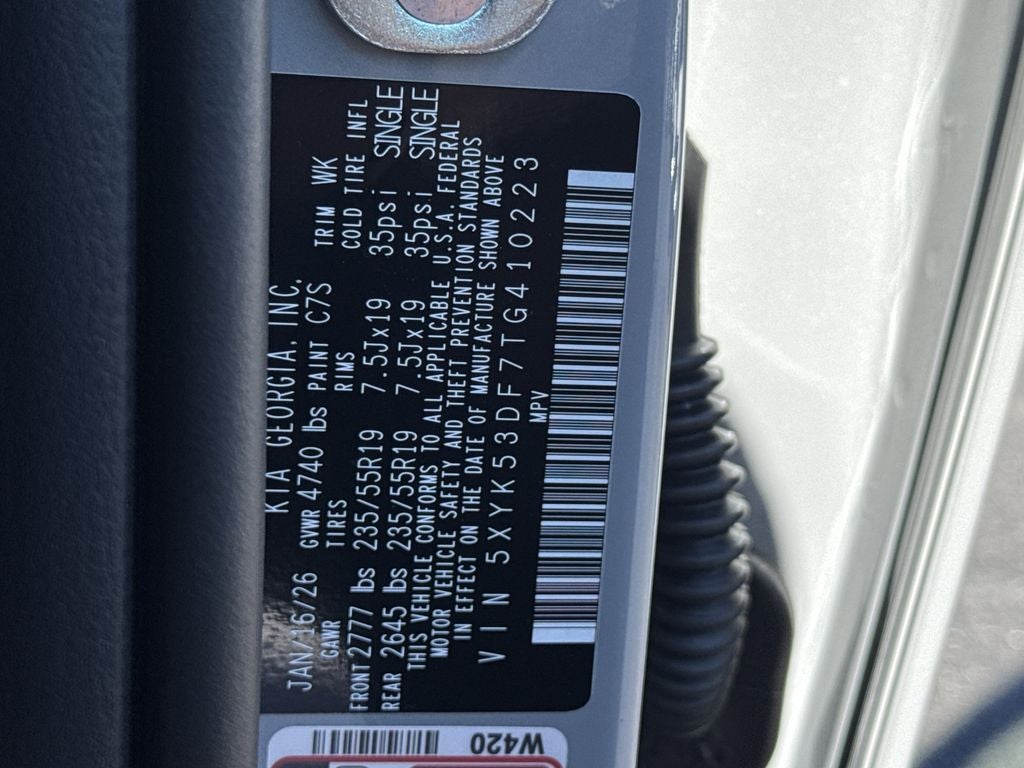 KIA GEORGIA, INC.
JAN/16/26 GVWR 4740 lbs PAINT C7S TRIM WK
GAWR TIRES RIMS COLD TIRE INFL
FRONT 2777 lbs 235/55R19 7.5Jx19 35psi SINGLE
REAR 2645 lbs 235/55R19 7.5Jx19 35psi SINGLE
THIS VEHICLE CONFORMS TO ALL APPLICABLE U.S.A. FEDERAL
MOTOR VEHICLE SAFETY AND THEFT PREVENTION STANDARDS
IN EFFECT ON THE DATE OF MANUFACTURE SHOWN ABOVE
VIN 5XYK53DF7TG410223
MPV
W420